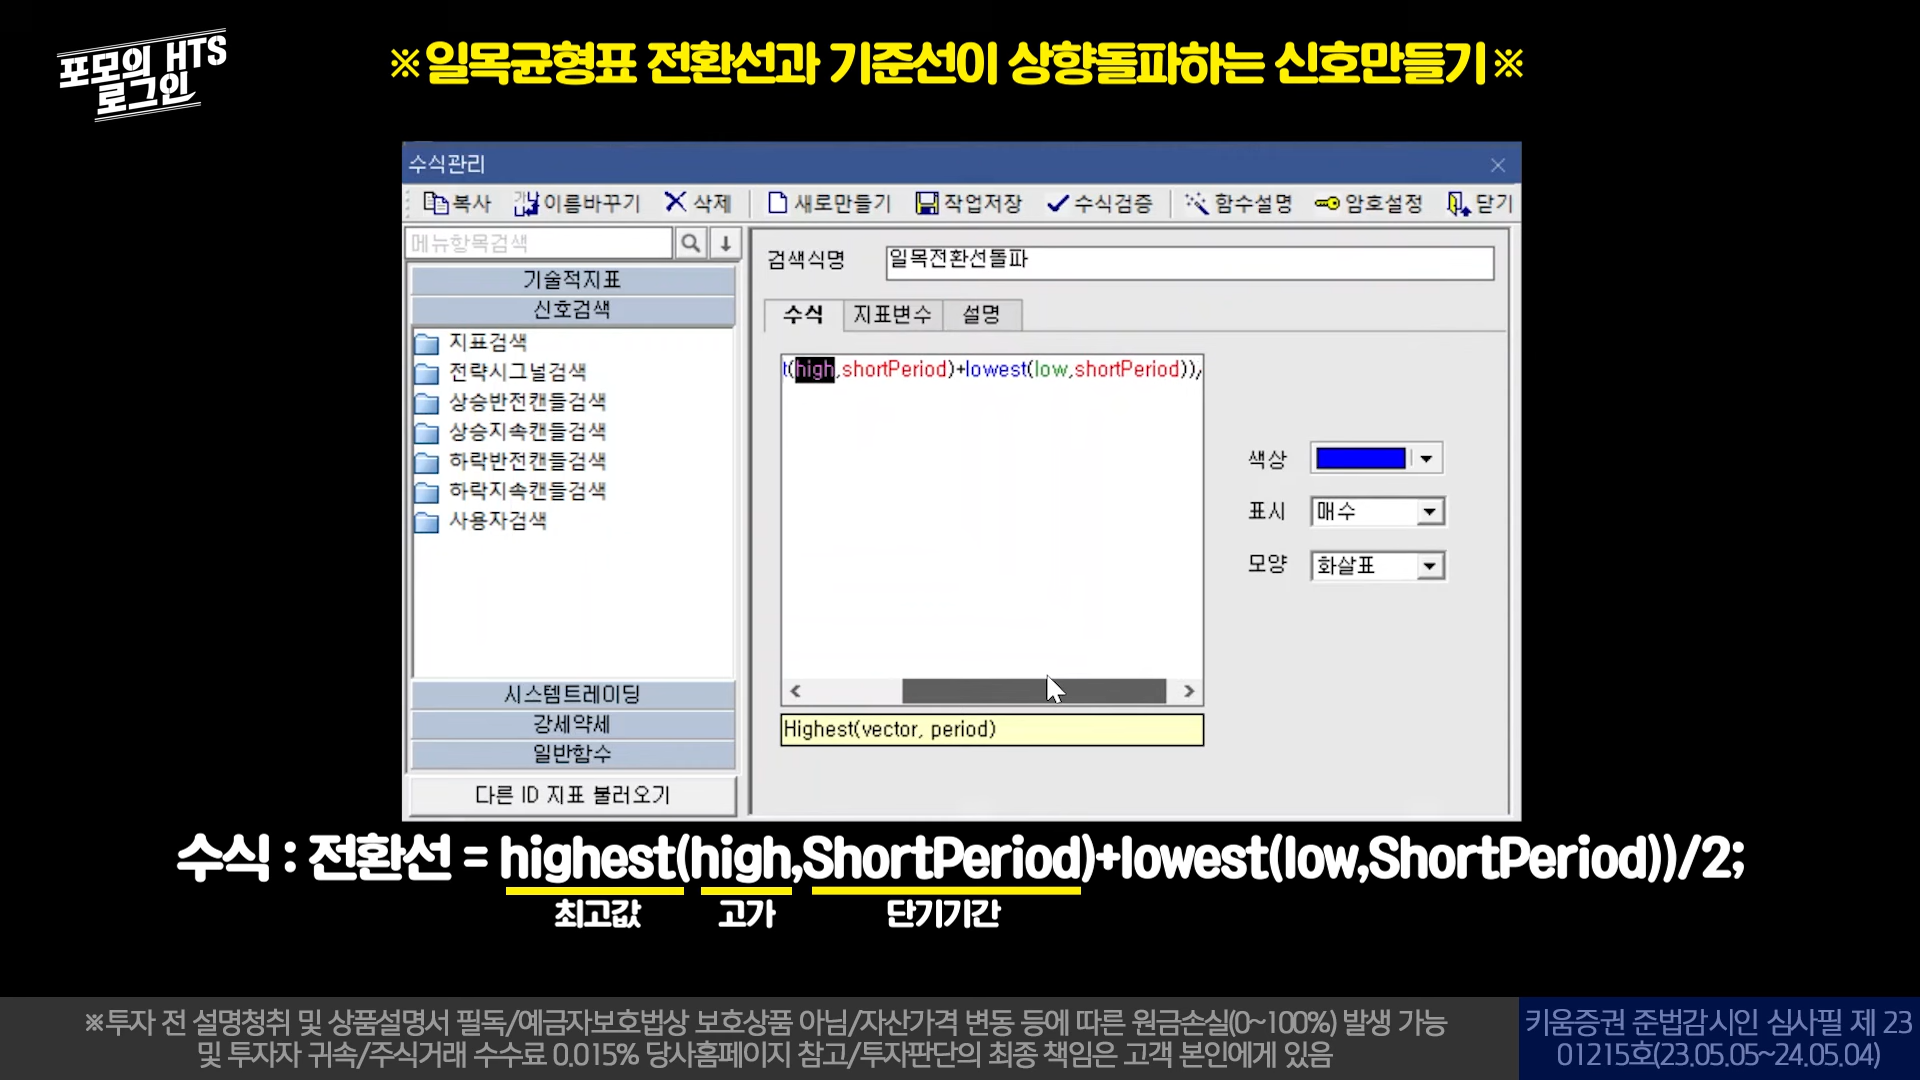 포모의 HTS
로그인
※일목균형표 전환선과 기준선이 상향돌파하는 신호만들기※
수식관리
복사 이름바꾸기 삭제 새로만들기 작업저장 수식검증 함수설명 암호설정 닫기
메뉴항목검색
검색식명 일목전환선돌파
기술적지표
신호검색
수식 지표변수 설명
지표검색
전략시그널검색
상승반전캔들검색
상승지속캔들검색
하락반전캔들검색
하락지속캔들검색
사용자검색
t(high,shortPeriod)+lowest(low,shortPeriod))/
색상
표시 매수
모양 화살표
시스템트레이딩
강세약세
일반함수
다른 ID 지표 불러오기
Highest(vector, period)
수식 : 전환선 = highest(high,ShortPeriod)+lowest(low,ShortPeriod))/2;
최고값 고가 단기기간
※투자 전 설명청취 및 상품설명서 필독/예금자보호법상 보호상품 아님/자산가격 변동 등에 따른 원금손실(0~100%) 발생 가능
및 투자자 귀속/주식거래 수수료 0.015% 당사홈페이지 참고/투자판단의 최종 책임은 고객 본인에게 있음
키움증권 준법감시인 심사필 제 23
01215호(23.05.05~24.05.04)